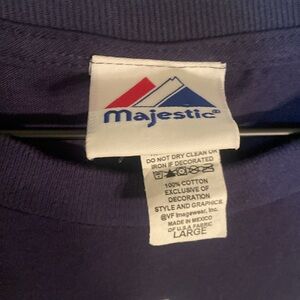 Majestic®
DO NOT DRY CLEAN OR
IRON IF DECORATED
100% COTTON
EXCLUSIVE OF
DECORATION
STYLE AND GRAPHICS
@VF Imagewear, Inc.
MADE IN MEXICO
OF U.S.A FABRIC
LARGE